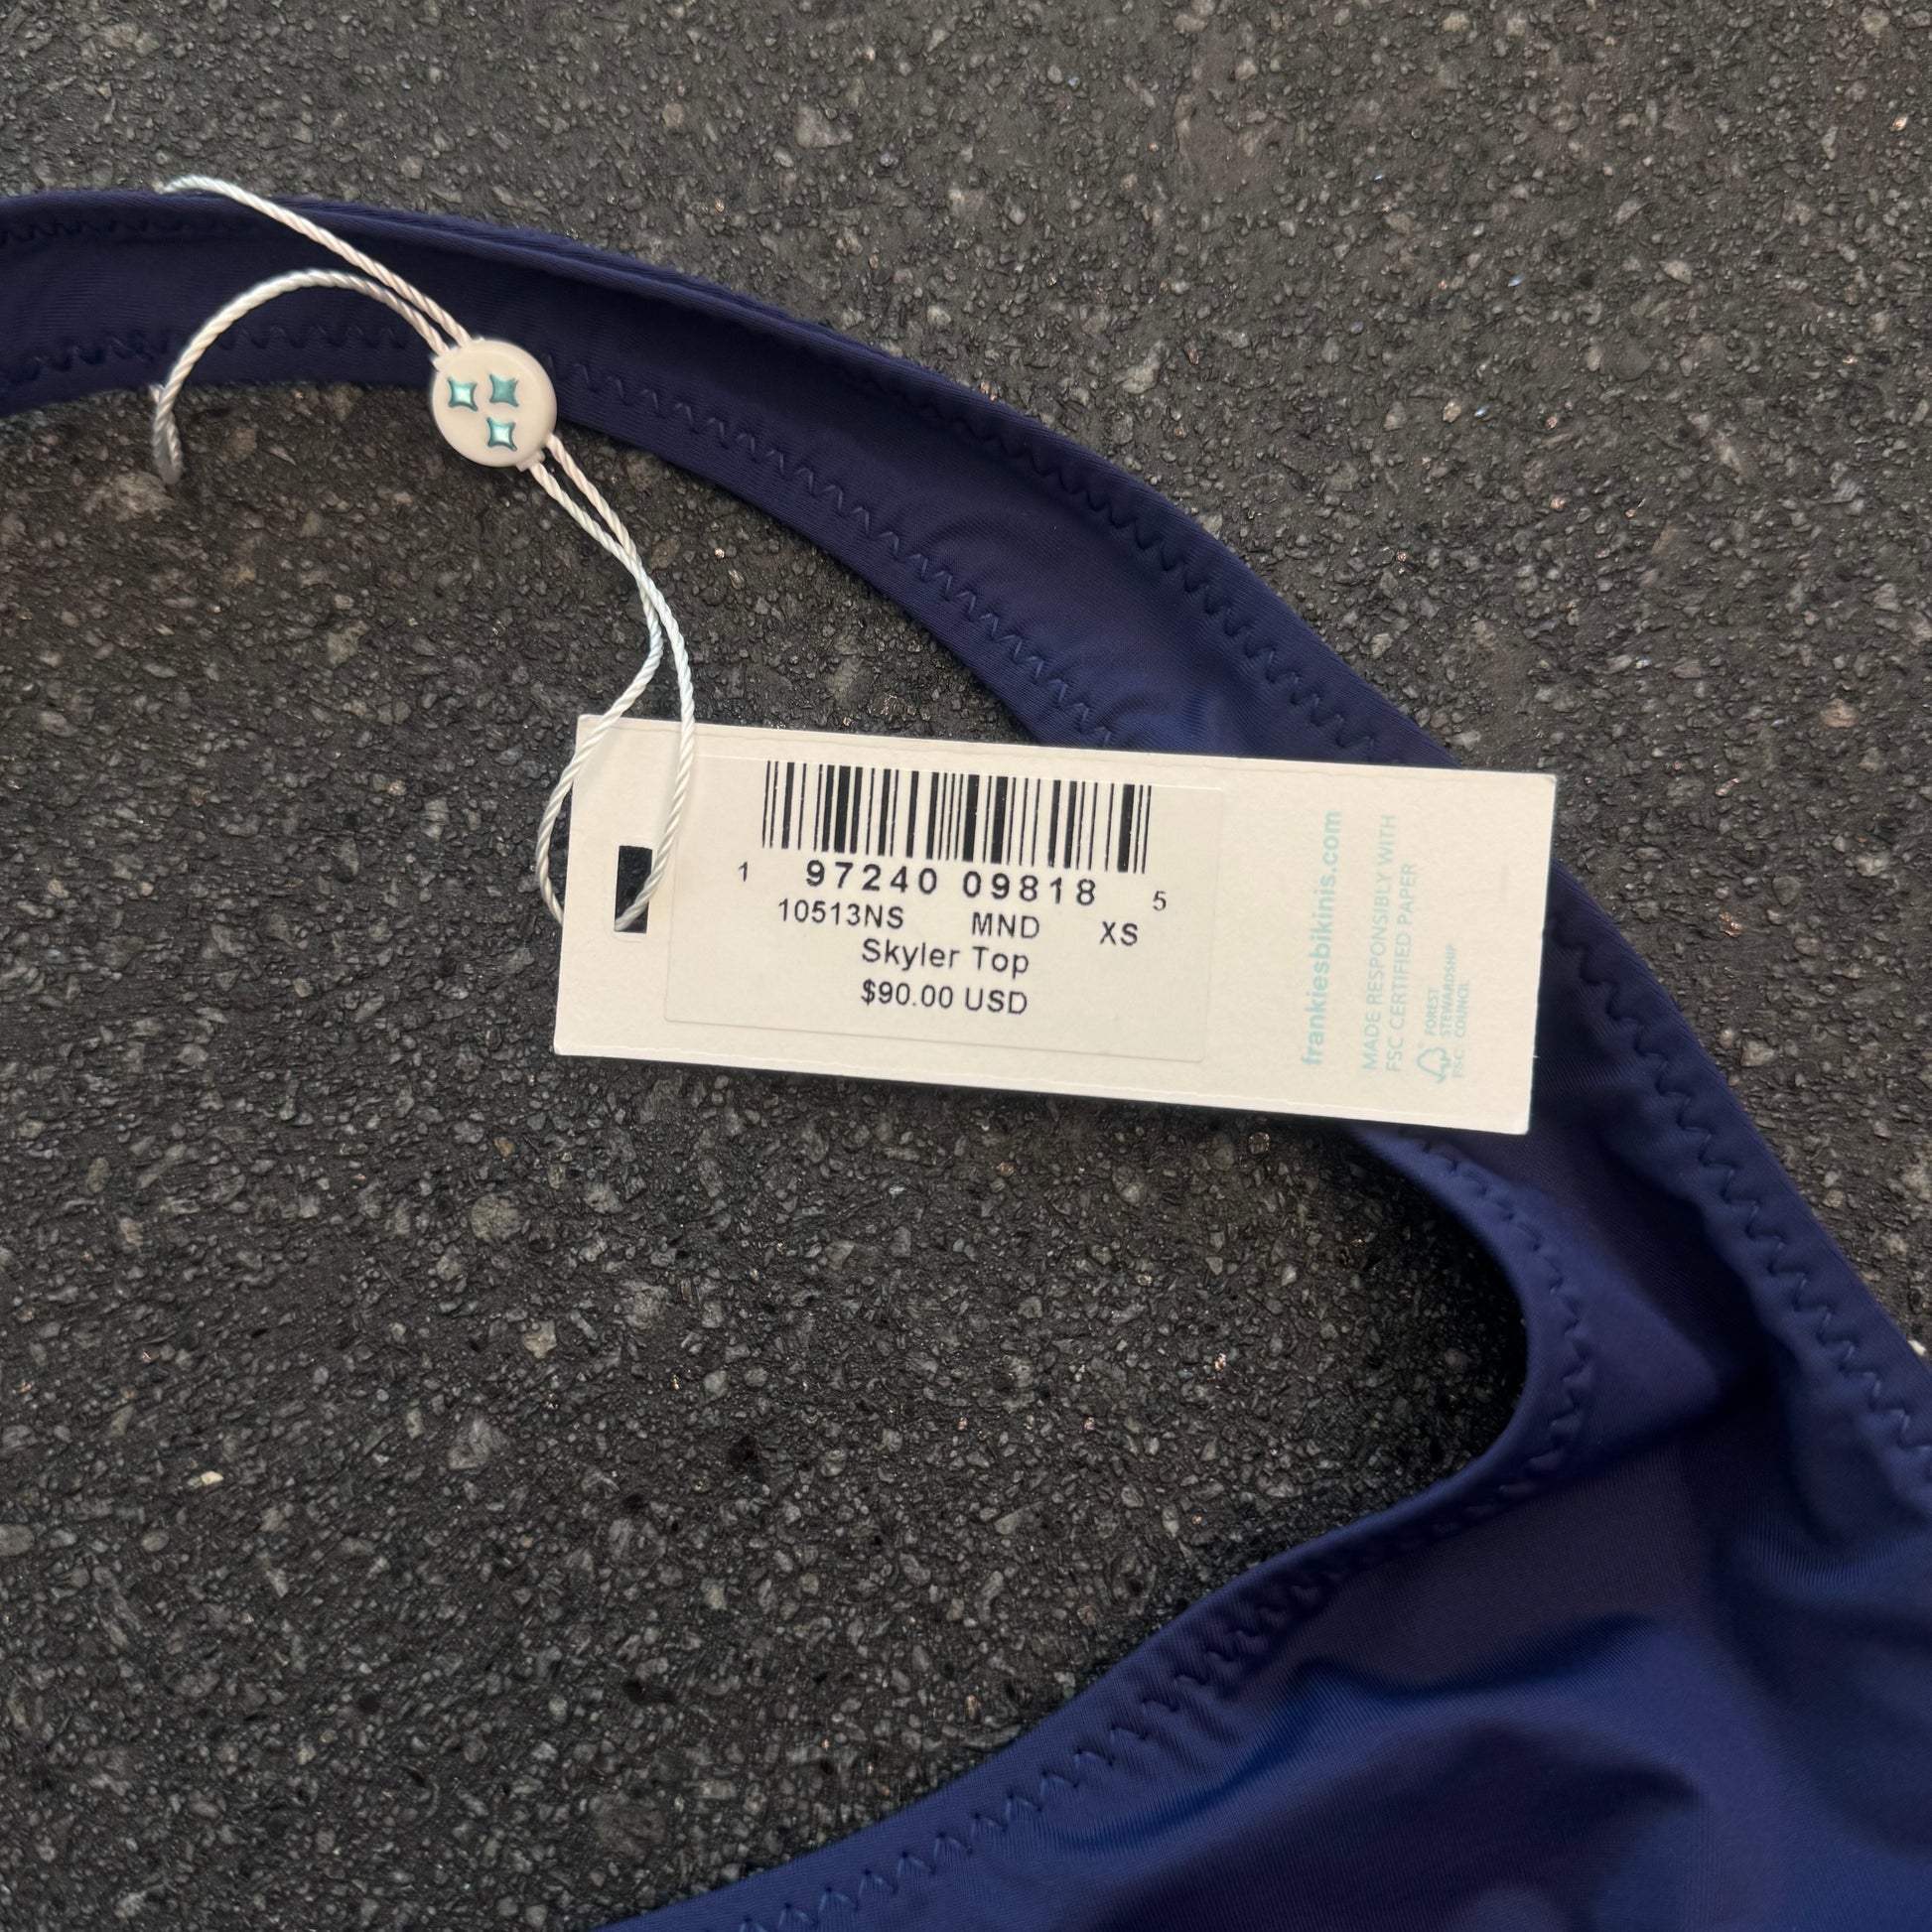 1 97240 09818 5
10513NS MND XS
Skyler Top
$90.00 USD
frankiesbikinis.com
MADE RESPONSIBLY WITH
FSC CERTIFIED PAPER
FSC
FOREST
STEWARDSHIP
COUNCIL